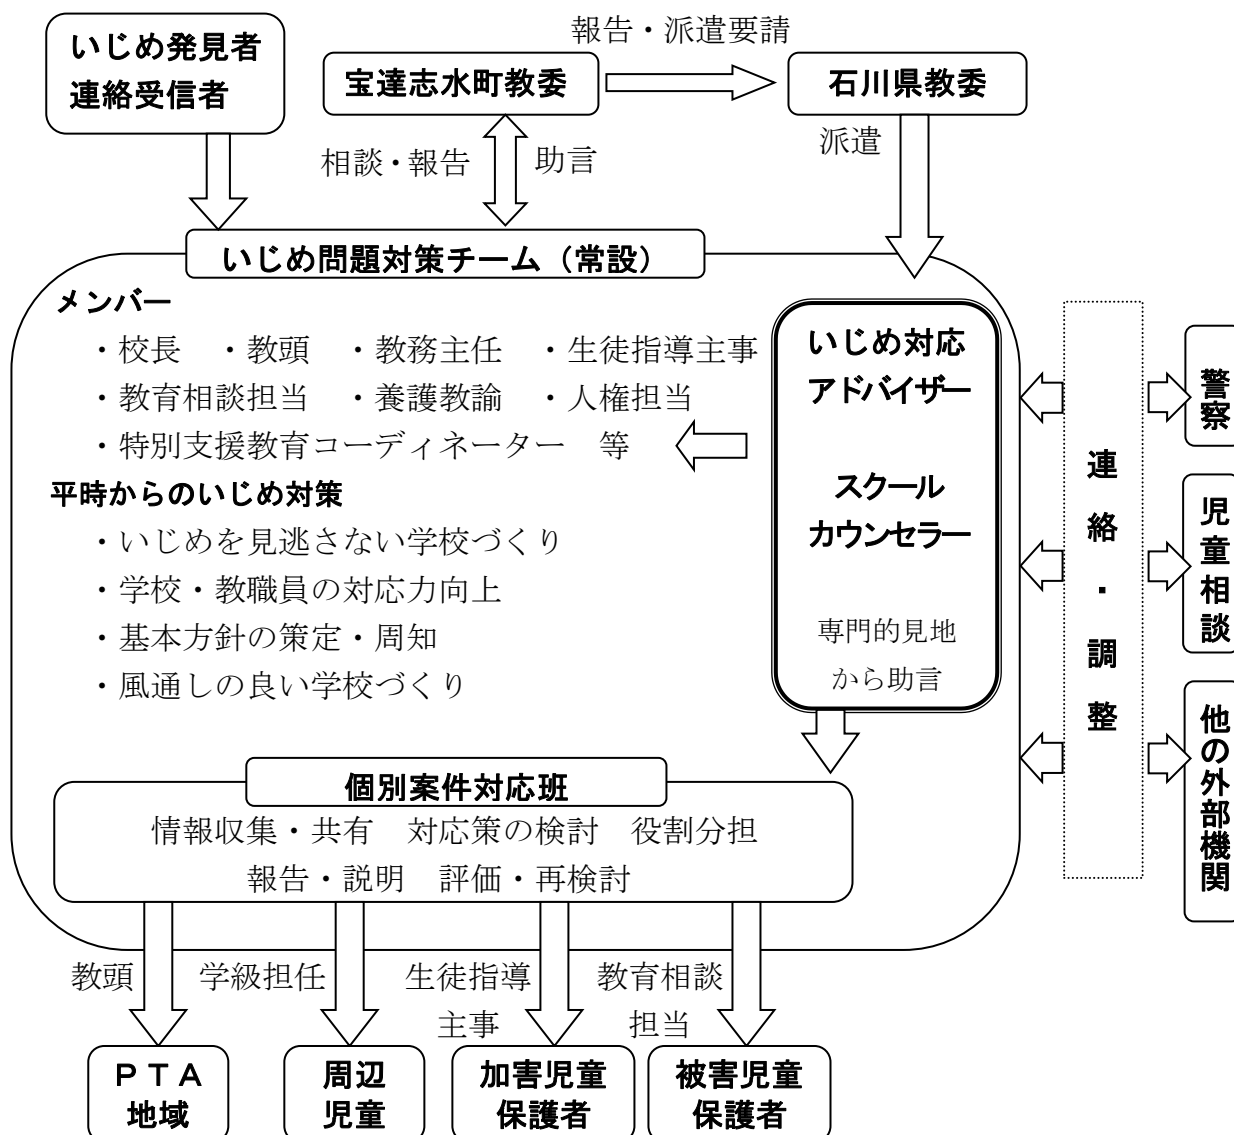 いじめ発見者
連絡受信者
報告・派遣要請
宝達志水町教委
石川県教委
相談・報告
助言
派遣
いじめ問題対策チーム（常設）
メンバー
・校長　・教頭　・教務主任　・生徒指導主事
・教育相談担当　・養護教諭　・人権担当
・特別支援教育コーディネーター　等
平時からのいじめ対策
・いじめを見逃さない学校づくり
・学校・教職員の対応力向上
・基本方針の策定・周知
・風通しの良い学校づくり
いじめ対応
アドバイザー
スクール
カウンセラー
専門的見地
から助言
連絡・調整
警察
児童相談
他の外部機関
個別案件対応班
情報収集・共有　対応策の検討　役割分担
報告・説明　評価・再検討
教頭
学級担任
生徒指導
主事
教育相談
担当
ＰＴＡ
地域
周辺
児童
加害児童
保護者
被害児童
保護者